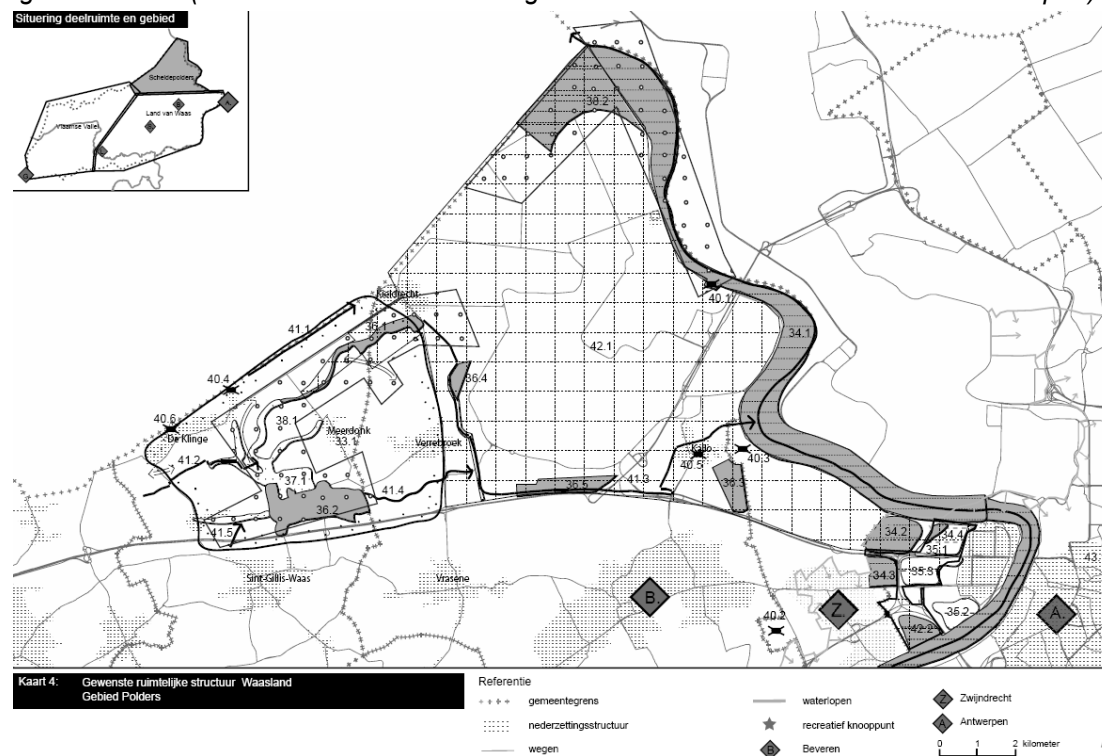 Situering deelruimte en gebied
Scheldepolders
Land van Waas
Vlaamse Vallei
38.2
40.1
34.1
Kieldrecht
36.1
41.1
42.1
40.4
36.4
40.6
De Klinge
38.1
Meerdonk
33.1
Verrebroek
41.2
Kallo
40.5
40.3
37.1
41.4
36.2
36.5
41.3
36.3
41.5
34.2
34.4
35.1
43.
34.3
35.3
Sint-Gillis-Waas
Vrasene
B.
Z.
A.
40.2
35.2
42.2
Kaart 4: Gewenste ruimtelijke structuur Waasland
Gebied Polders
Referentie
gemeentegrens
nederzettingsstructuur
wegen
waterlopen
recreatief knooppunt
B Beveren
Z Zwijndrecht
A Antwerpen
0 1 2 kilometer